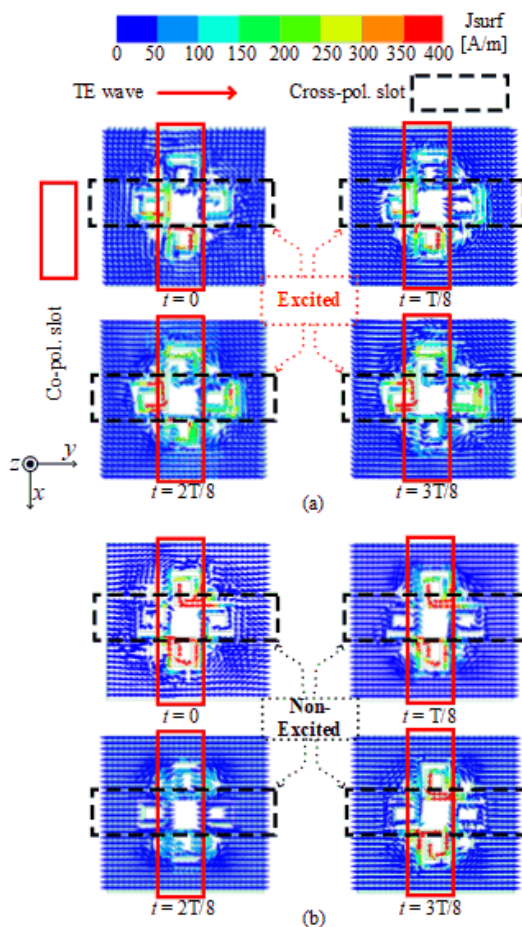 Jsurf
[A/m]
0 50 100 150 200 250 300 350 400
TE wave
Cross-pol. slot
Co-pol. slot
t = 0
t = T/8
Excited
t = 2T/8
t = 3T/8
z
y
x
(a)
t = 0
t = T/8
Non-
Excited
t = 2T/8
t = 3T/8
(b)